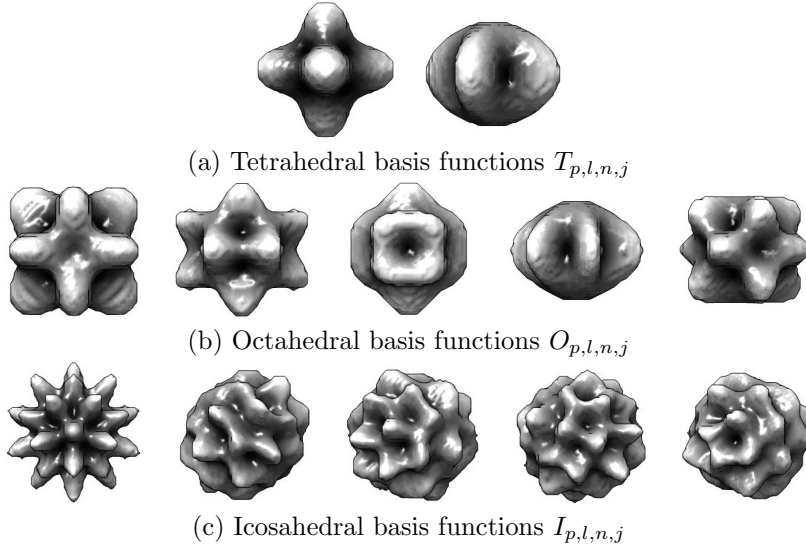 (a) Tetrahedral basis functions T_{p,l,n,j}
(b) Octahedral basis functions O_{p,l,n,j}
(c) Icosahedral basis functions I_{p,l,n,j}